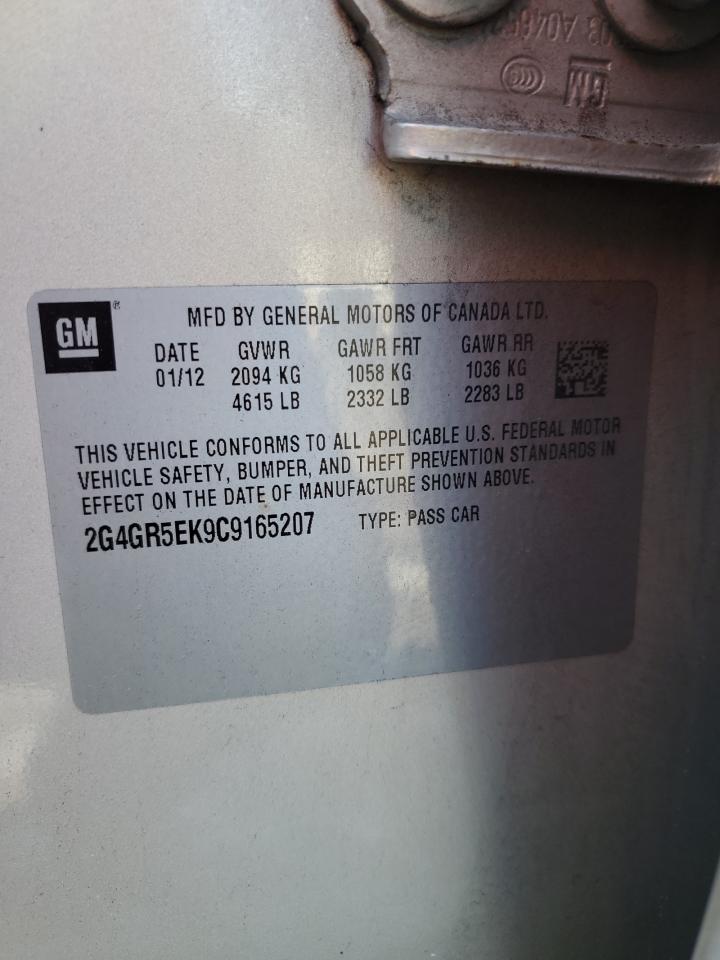 GM
GM®
MFD BY GENERAL MOTORS OF CANADA LTD.
DATE GVWR GAWR FRT GAWR RR
01/12 2094 KG 1058 KG 1036 KG
4615 LB 2332 LB 2283 LB
THIS VEHICLE CONFORMS TO ALL APPLICABLE U.S. FEDERAL MOTOR
VEHICLE SAFETY, BUMPER, AND THEFT PREVENTION STANDARDS IN
EFFECT ON THE DATE OF MANUFACTURE SHOWN ABOVE.
2G4GR5EK9C9165207 TYPE: PASS CAR